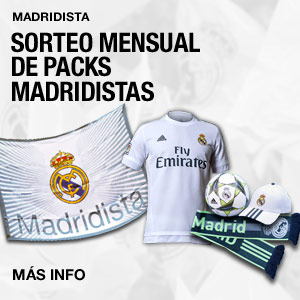 MADRIDISTA
SORTEO MENSUAL
DE PACKS
MADRIDISTAS
Madridista
Fly
Emirates
Madrid
MÁS INFO